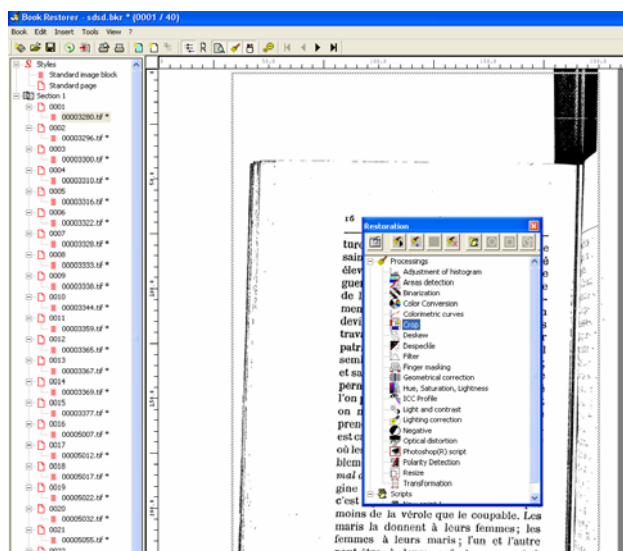 Book Restorer - sdsd.bkr * (0001 / 40)
Book Edit Insert Tools View ?
Styles
Standard image block
Standard page
Section 1
0001
00003280.tif *
0002
00003296.tif *
0003
00003300.tif *
0004
00003310.tif *
0005
00003316.tif *
0006
00003322.tif *
0007
00003328.tif *
0008
00003333.tif *
0009
00003338.tif *
0010
00003344.tif *
0011
00003359.tif *
0012
00003365.tif *
0013
00003367.tif *
0014
00003369.tif *
0015
00003377.tif *
0016
00005007.tif *
0017
00005012.tif *
0018
00005017.tif *
0019
00005022.tif *
0020
00005032.tif *
0021
00005055.tif *
16
Restoration
Processings
Adjustment of histogram
Areas detection
Binarization
Color Conversion
Colorimetric curves
Crop
Deskew
Despeckle
Filter
Finger masking
Geometrical correction
Hue, Saturation, Lightness
ICC Profile
Light and contrast
Lighting correction
Negative
Optical distortion
Photoshop(R) script
Polarity Detection
Resize
Transformation
Scripts
moins de la vérole que le coupable. Les
maris la donnent à leurs femmes; les
femmes à leurs maris; l'un et l'autre